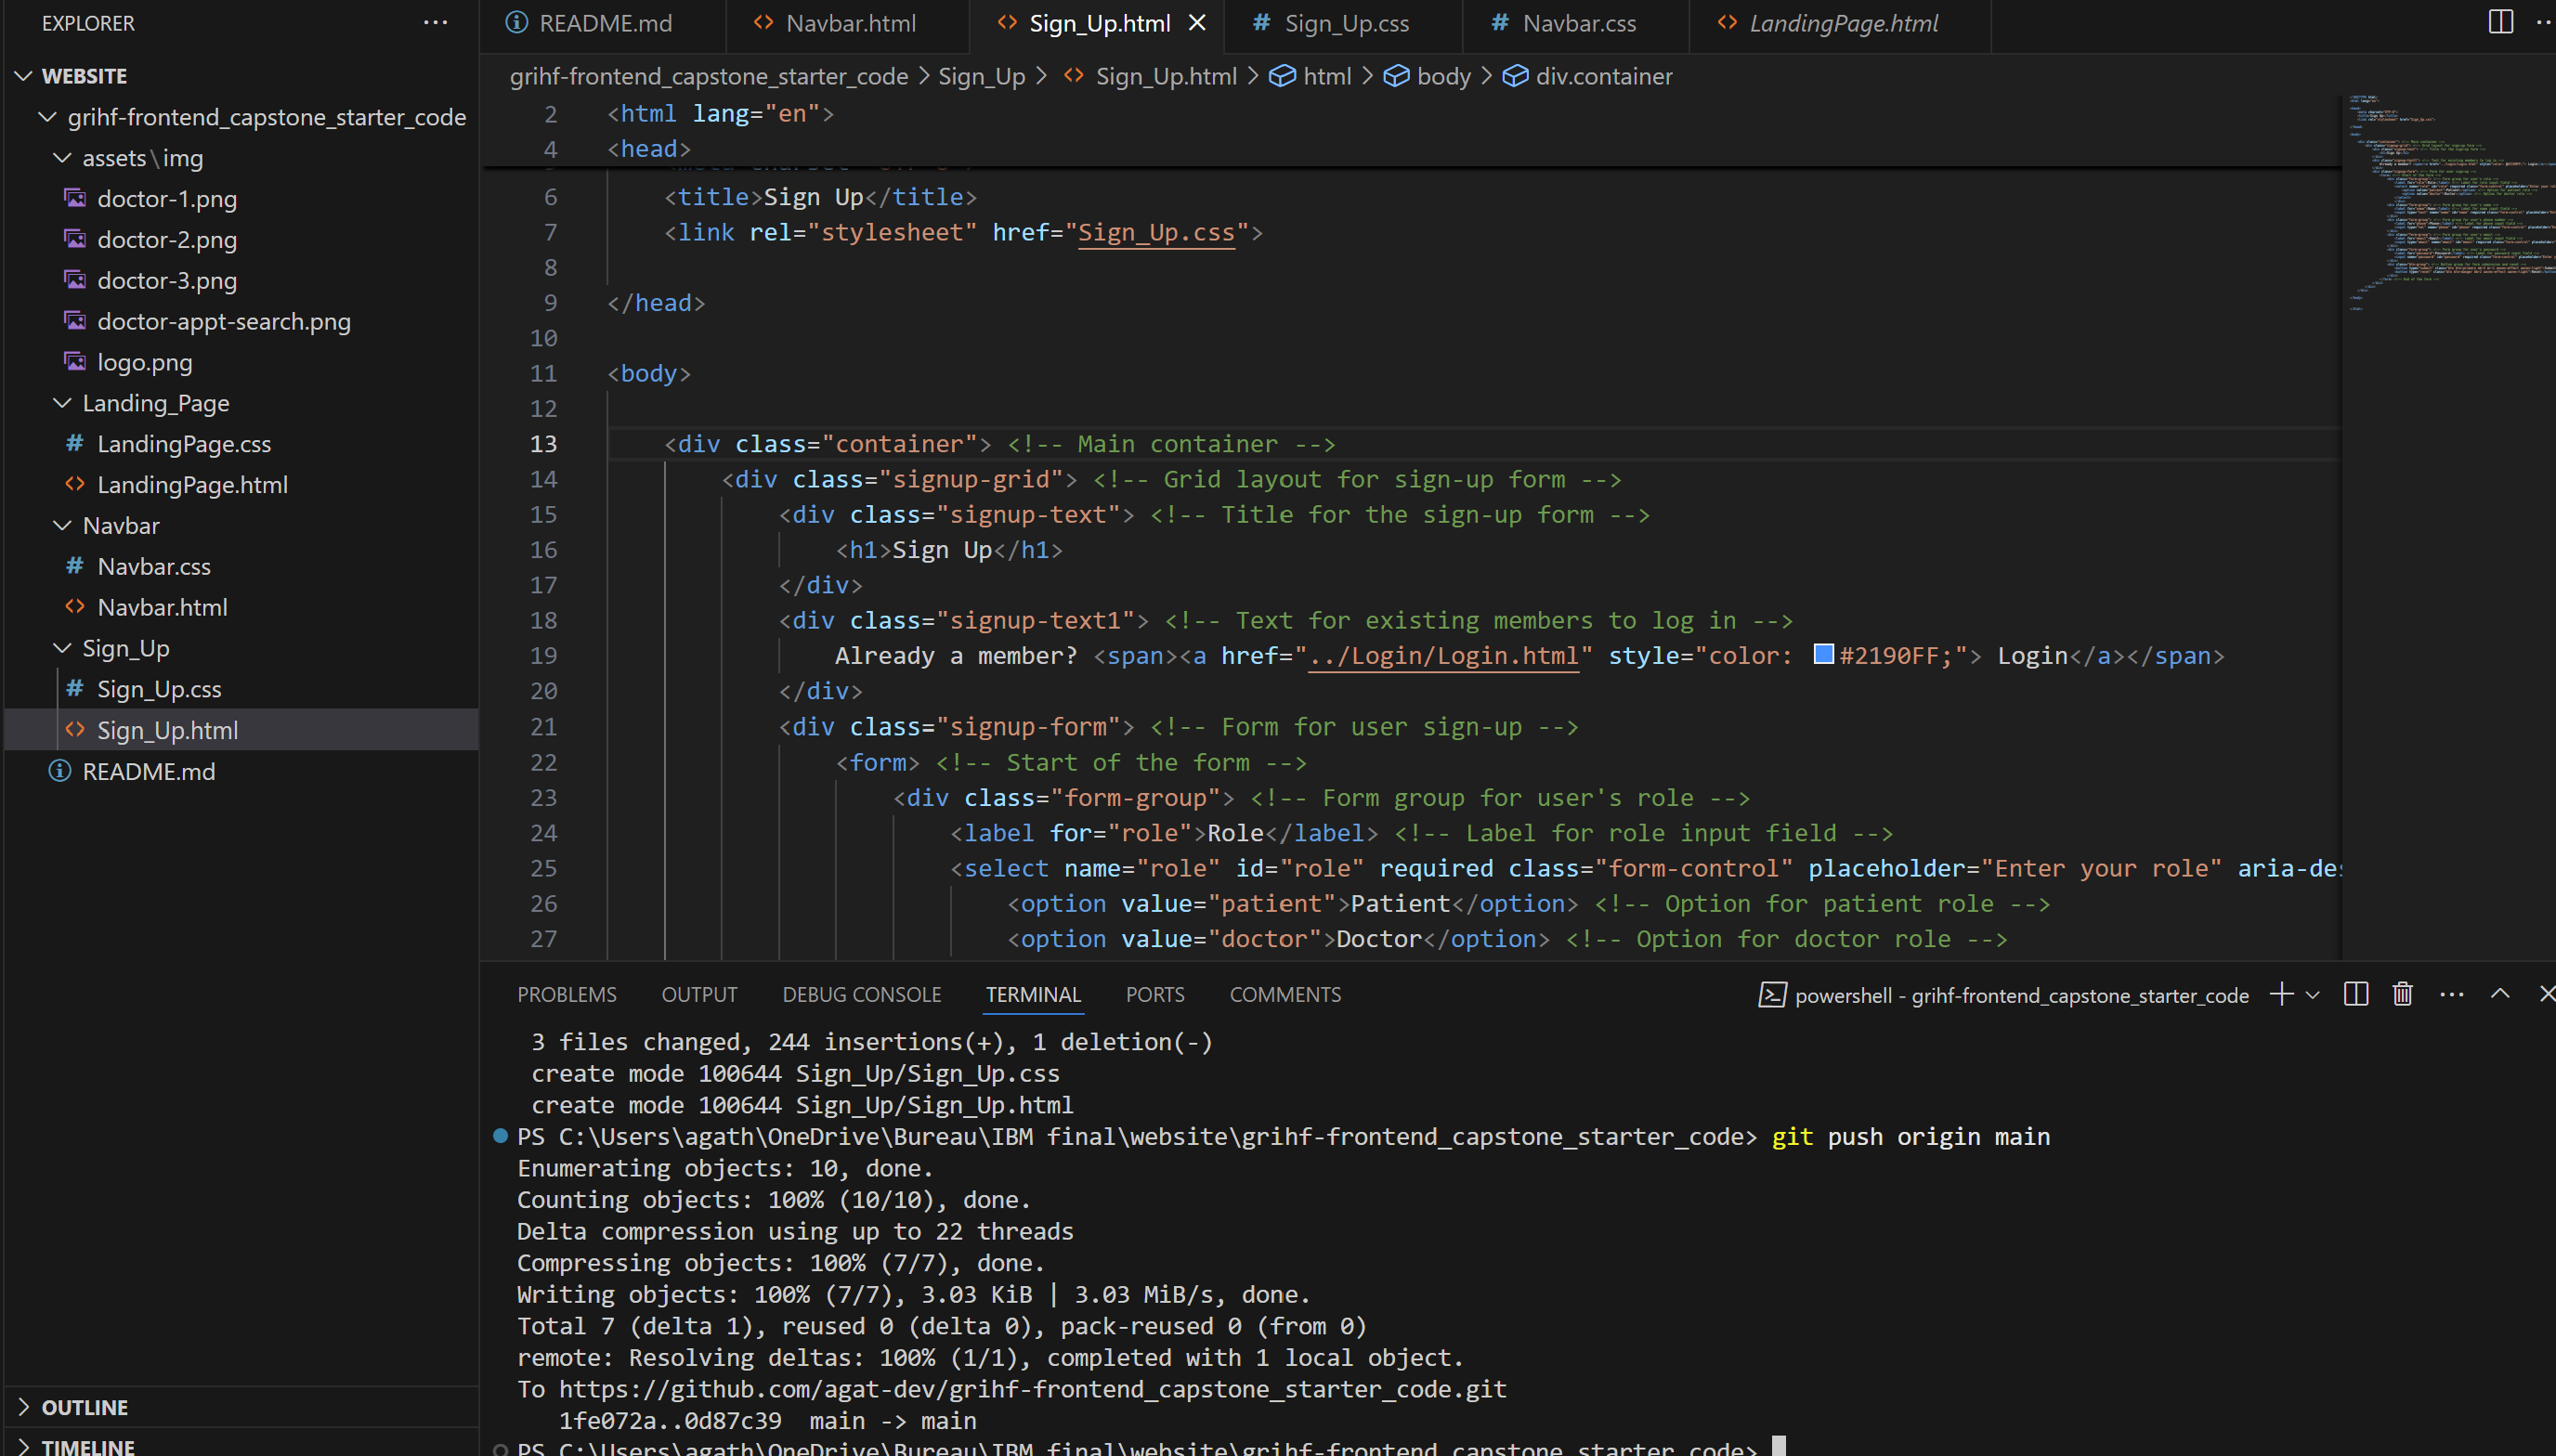 EXPLORER
WEBSITE
grihf-frontend_capstone_starter_code
assets\img
doctor-1.png
doctor-2.png
doctor-3.png
doctor-appt-search.png
logo.png
Landing_Page
LandingPage.css
LandingPage.html
Navbar
Navbar.css
Navbar.html
Sign_Up
Sign_Up.css
Sign_Up.html
README.md
OUTLINE
TIMELINE
README.md Navbar.html Sign_Up.html Sign_Up.css Navbar.css LandingPage.html
grihf-frontend_capstone_starter_code > Sign_Up > Sign_Up.html > html > body > div.container
2 <html lang="en">
4 <head>
6 <title>Sign Up</title>
7 <link rel="stylesheet" href="Sign_Up.css">
8
9 </head>
10
11 <body>
12
13 <div class="container"> <!-- Main container -->
14 <div class="signup-grid"> <!-- Grid layout for sign-up form -->
15 <div class="signup-text"> <!-- Title for the sign-up form -->
16 <h1>Sign Up</h1>
17 </div>
18 <div class="signup-text1"> <!-- Text for existing members to log in -->
19 Already a member? <span><a href="../Login/Login.html" style="color: #2190FF;"> Login</a></span>
20 </div>
21 <div class="signup-form"> <!-- Form for user sign-up -->
22 <form> <!-- Start of the form -->
23 <div class="form-group"> <!-- Form group for user's role -->
24 <label for="role">Role</label> <!-- Label for role input field -->
25 <select name="role" id="role" required class="form-control" placeholder="Enter your role" aria-des
26 <option value="patient">Patient</option> <!-- Option for patient role -->
27 <option value="doctor">Doctor</option> <!-- Option for doctor role -->
PROBLEMS OUTPUT DEBUG CONSOLE TERMINAL PORTS COMMENTS
powershell - grihf-frontend_capstone_starter_code
3 files changed, 244 insertions(+), 1 deletion(-)
create mode 100644 Sign_Up/Sign_Up.css
create mode 100644 Sign_Up/Sign_Up.html
PS C:\Users\agath\OneDrive\Bureau\IBM final\website\grihf-frontend_capstone_starter_code> git push origin main
Enumerating objects: 10, done.
Counting objects: 100% (10/10), done.
Delta compression using up to 22 threads
Compressing objects: 100% (7/7), done.
Writing objects: 100% (7/7), 3.03 KiB | 3.03 MiB/s, done.
Total 7 (delta 1), reused 0 (delta 0), pack-reused 0 (from 0)
remote: Resolving deltas: 100% (1/1), completed with 1 local object.
To https://github.com/agat-dev/grihf-frontend_capstone_starter_code.git
1fe072a..0d87c39 main -> main
PS C:\Users\agath\OneDrive\Bureau\IBM final\website\grihf-frontend_capstone_starter_code>